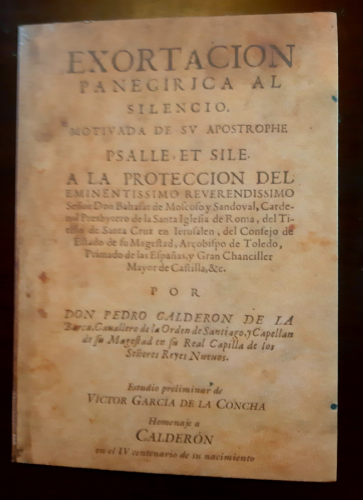 EXORTACION
PANEGIRICA AL
SILENCIO.
MOTIVADA DE SV APOSTROPHE
PSALLE, ET SILE.
A LA PROTECCION DEL
EMINENTISSIMO REVERENDISSIMO
Señor Don Baltasar de Moscoso y Sandoval, Carde-
nal Presbytero de la Santa Iglesia de Roma, del Ti-
tulo de Santa Cruz en Ierusalen, del Consejo de
Estado de su Magestad, Arçobispo de Toledo,
Primado de las Españas, y Gran Chanciller
Mayor de Castilla, &c.
POR
DON PEDRO CALDERON DE LA
Barca, Cauallero de la Orden de Santiago, y Capellan
de su Magestad en su Real Capilla de los
Señores Reyes Nueuos.
Estudio preliminar de
VICTOR GARCÍA DE LA CONCHA
Homenaje a
CALDERÓN
en el IV centenario de su nacimiento